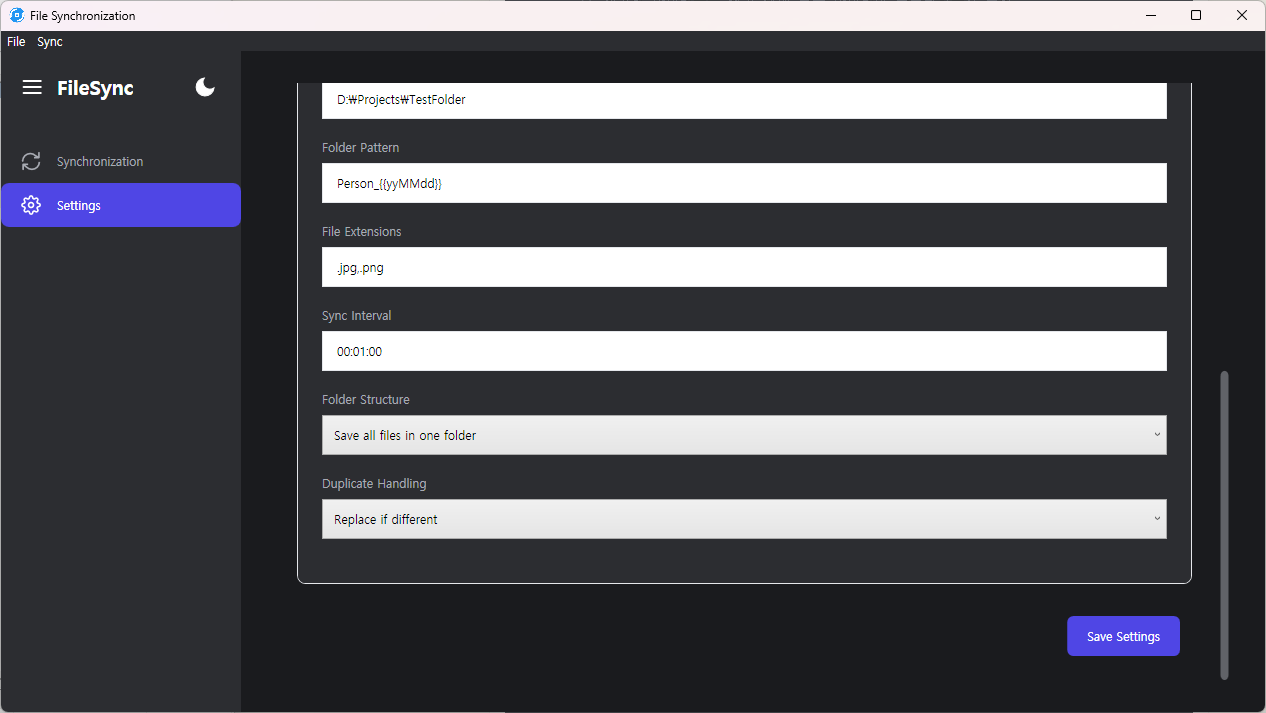 File Synchronization
File Sync
FileSync
Synchronization
Settings
D:₩Projects₩TestFolder
Folder Pattern
Person_{{yyMMdd}}
File Extensions
.jpg,.png
Sync Interval
00:01:00
Folder Structure
Save all files in one folder
Duplicate Handling
Replace if different
Save Settings